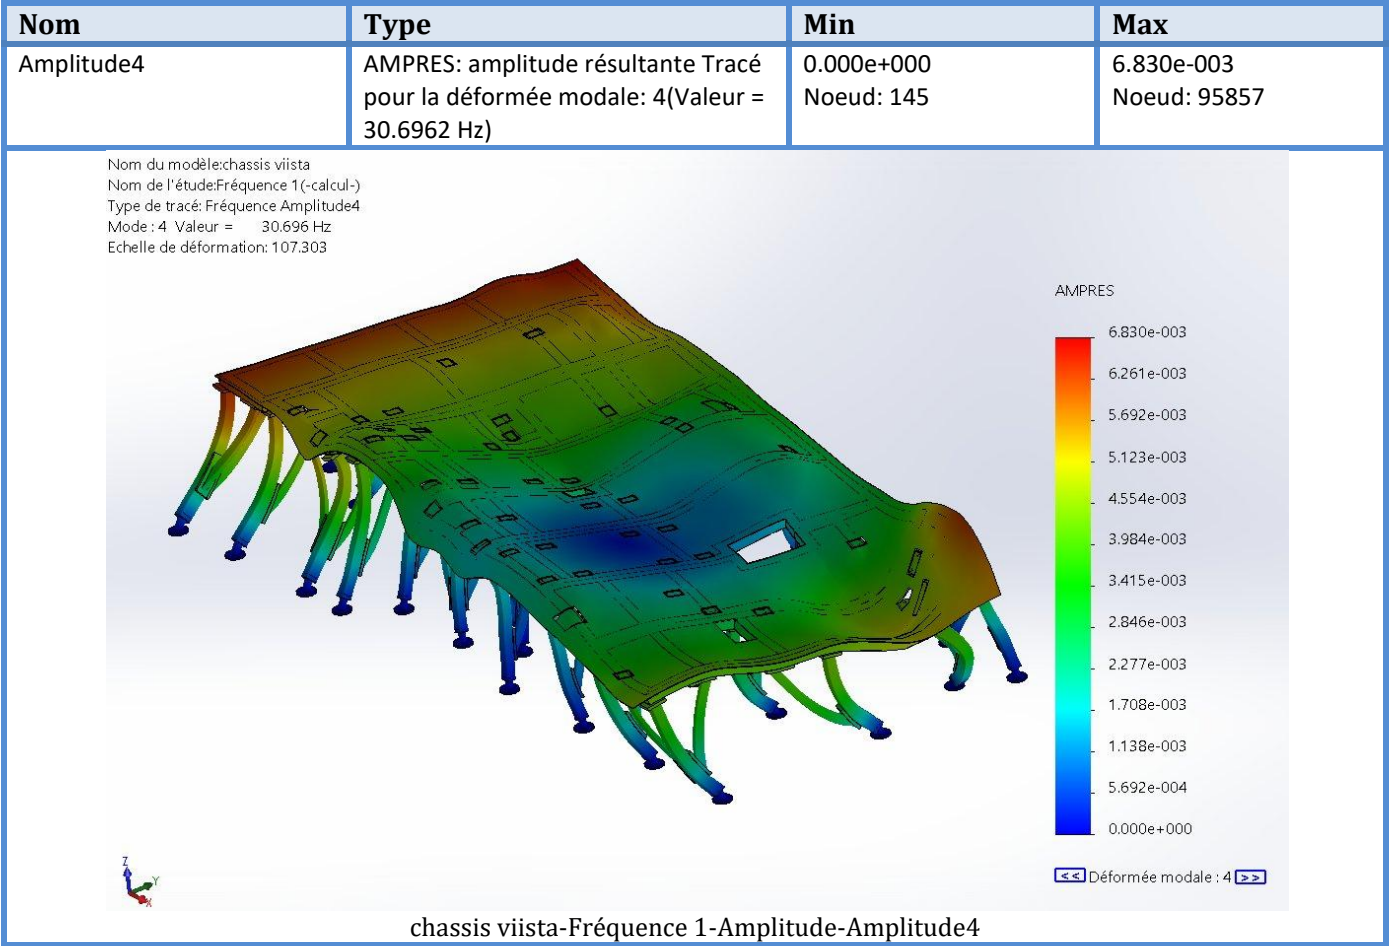 Nom Type Min Max
Amplitude4 AMPRES: amplitude résultante Tracé 0.000e+000 6.830e-003
pour la déformée modale: 4(Valeur = Noeud: 145 Noeud: 95857
30.6962 Hz)
Nom du modèle:chassis viista
Nom de l'étude:Fréquence 1(-calcul-)
Type de tracé: Fréquence Amplitude4
Mode : 4 Valeur = 30.696 Hz
Echelle de déformation: 107.303
AMPRES
6.830e-003
6.261e-003
5.692e-003
5.123e-003
4.554e-003
3.984e-003
3.415e-003
2.846e-003
2.277e-003
1.708e-003
1.138e-003
5.692e-004
0.000e+000
<< Déformée modale : 4 >>
Z
Y
X
chassis viista-Fréquence 1-Amplitude-Amplitude4